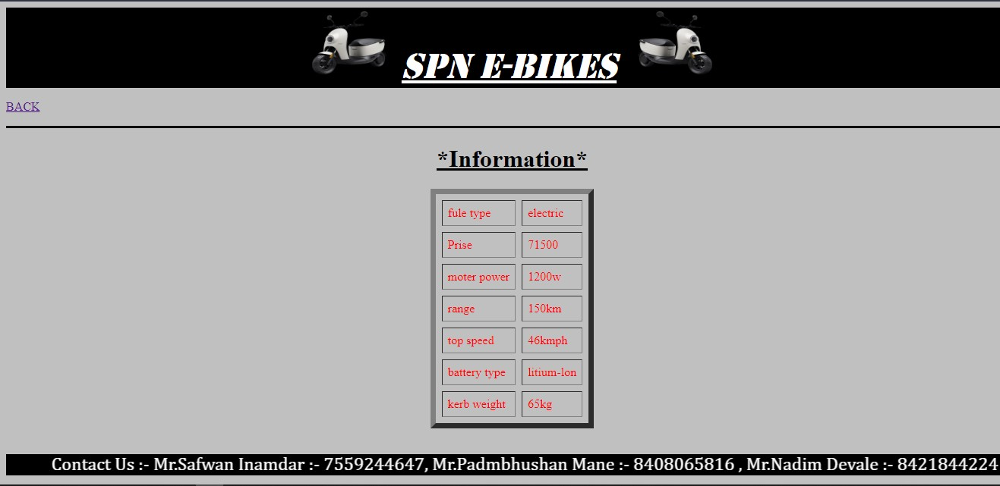 SPN E-BIKES
BACK
*Information*
fule type electric
Prise 71500
moter power 1200w
range 150km
top speed 46kmph
battery type litium-lon
kerb weight 65kg
Contact Us :- Mr.Safwan Inamdar :- 7559244647, Mr.Padmbhushan Mane :- 8408065816 , Mr.Nadim Devale :- 8421844224